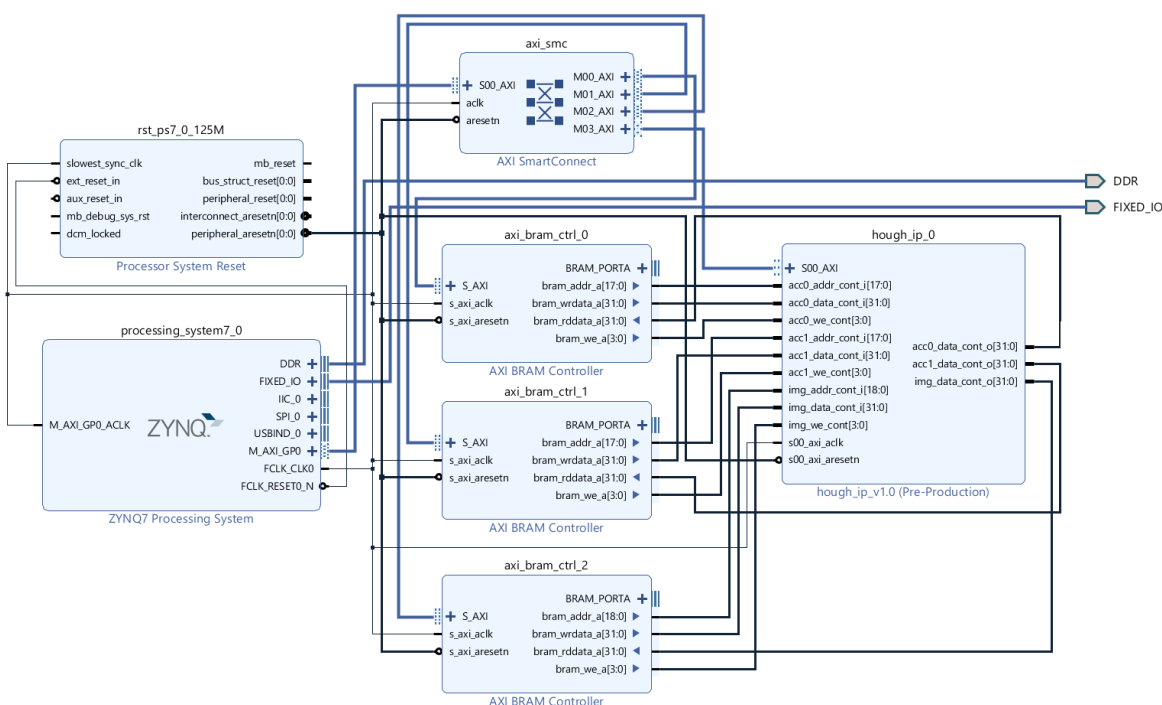 axi_smc
S00_AXI
aclk
aresetn
M00_AXI
M01_AXI
M02_AXI
M03_AXI
AXI SmartConnect
rst_ps7_0_125M
slowest_sync_clk
ext_reset_in
aux_reset_in
mb_debug_sys_rst
dcm_locked
mb_reset
bus_struct_reset[0:0]
peripheral_reset[0:0]
interconnect_aresetn[0:0]
peripheral_aresetn[0:0]
Processor System Reset
DDR
FIXED_IO
processing_system7_0
M_AXI_GP0_ACLK
ZYNQ
DDR
FIXED_IO
IIC_0
SPI_0
USBIND_0
M_AXI_GP0
FCLK_CLK0
FCLK_RESET0_N
ZYNQ7 Processing System
axi_bram_ctrl_0
S_AXI
s_axi_aclk
s_axi_aresetn
BRAM_PORTA
bram_addr_a[17:0]
bram_wrdata_a[31:0]
bram_rddata_a[31:0]
bram_we_a[3:0]
AXI BRAM Controller
axi_bram_ctrl_1
S_AXI
s_axi_aclk
s_axi_aresetn
BRAM_PORTA
bram_addr_a[17:0]
bram_wrdata_a[31:0]
bram_rddata_a[31:0]
bram_we_a[3:0]
AXI BRAM Controller
axi_bram_ctrl_2
S_AXI
s_axi_aclk
s_axi_aresetn
BRAM_PORTA
bram_addr_a[18:0]
bram_wrdata_a[31:0]
bram_rddata_a[31:0]
bram_we_a[3:0]
AXI BRAM Controller
hough_ip_0
S00_AXI
acc0_addr_cont_i[17:0]
acc0_data_cont_i[31:0]
acc0_we_cont[3:0]
acc1_addr_cont_i[17:0]
acc1_data_cont_i[31:0]
acc1_we_cont[3:0]
img_addr_cont_i[18:0]
img_data_cont_i[31:0]
img_we_cont[3:0]
s00_axi_aclk
s00_axi_aresetn
acc0_data_cont_o[31:0]
acc1_data_cont_o[31:0]
img_data_cont_o[31:0]
hough_ip_v1.0 (Pre-Production)